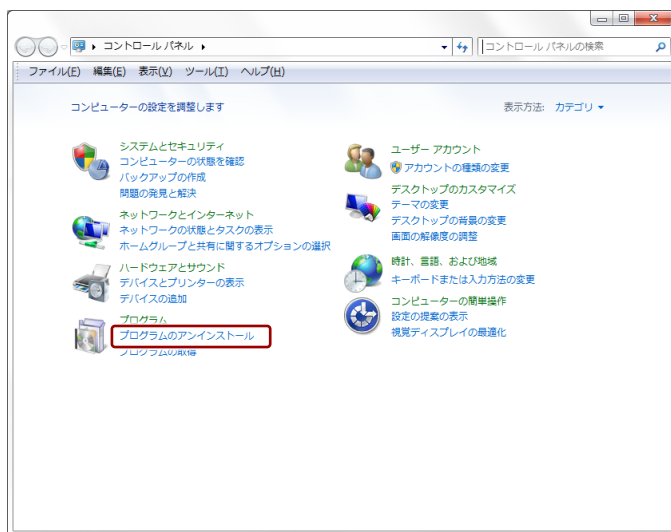 コントロール パネル
コントロール パネルの検索
ファイル(F) 編集(E) 表示(V) ツール(T) ヘルプ(H)
コンピューターの設定を調整します
表示方法: カテゴリ
システムとセキュリティ
コンピューターの状態を確認
バックアップの作成
問題の発見と解決
ネットワークとインターネット
ネットワークの状態とタスクの表示
ホームグループと共有に関するオプションの選択
ハードウェアとサウンド
デバイスとプリンターの表示
デバイスの追加
プログラム
プログラムのアンインストール
プログラムの取得
ユーザー アカウント
アカウントの種類の変更
デスクトップのカスタマイズ
テーマの変更
デスクトップの背景の変更
画面の解像度の調整
時計、言語、および地域
キーボードまたは入力方法の変更
コンピューターの簡単操作
設定の提案の表示
視覚ディスプレイの最適化